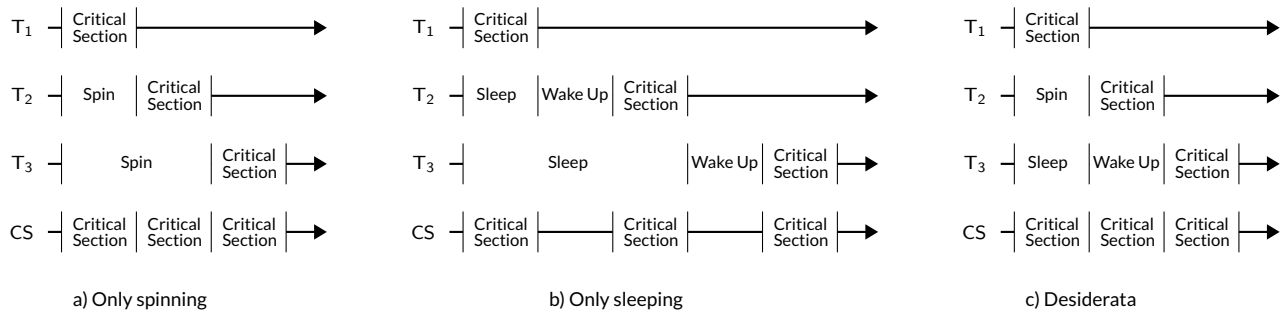 T1 Critical Section
T2 Spin Critical Section
T3 Spin Critical Section
CS Critical Section Critical Section Critical Section
a) Only spinning
T1 Critical Section
T2 Sleep Wake Up Critical Section
T3 Sleep Wake Up Critical Section
CS Critical Section Critical Section Critical Section
b) Only sleeping
T1 Critical Section
T2 Spin Critical Section
T3 Sleep Wake Up Critical Section
CS Critical Section Critical Section Critical Section
c) Desiderata